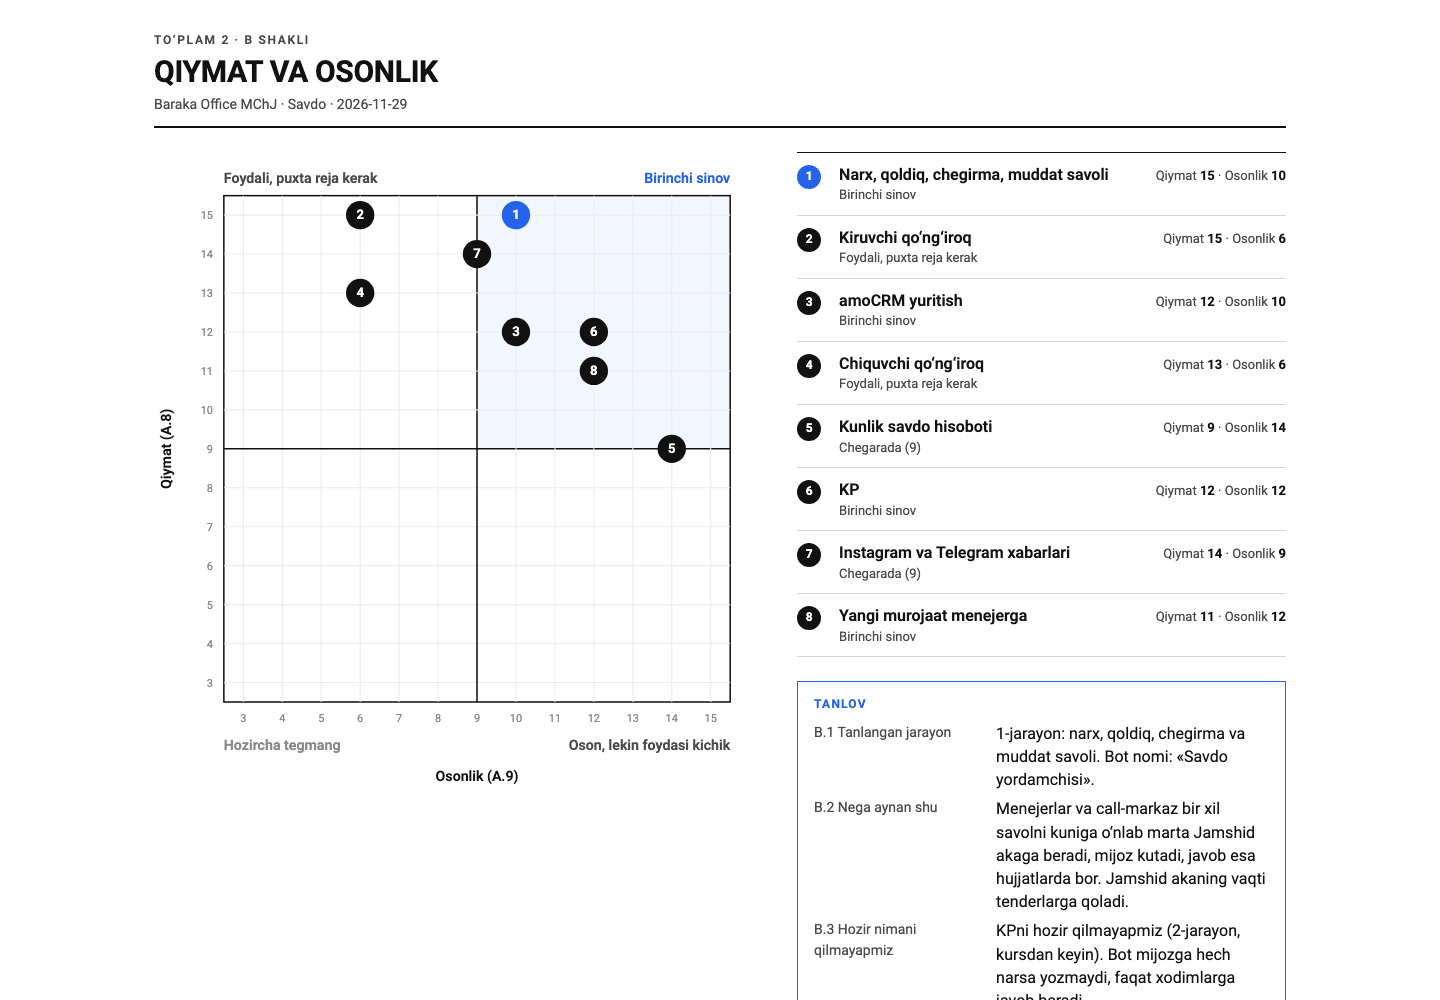 TO‘PLAM 2 · B SHAKLI
QIYMAT VA OSONLIK
Baraka Office MChJ · Savdo · 2026-11-29
Foydali, puxta reja kerak
Birinchi sinov
15
14
13
12
11
10
9
8
7
6
5
4
3
2
1
7
4
3
6
8
5
Qiymat (A.8)
3 4 5 6 7 8 9 10 11 12 13 14 15
Hozircha tegmang
Oson, lekin foydasi kichik
Osonlik (A.9)
1 Narx, qoldiq, chegirma, muddat savoli Qiymat 15 · Osonlik 10
Birinchi sinov
2 Kiruvchi qo‘ng‘iroq Qiymat 15 · Osonlik 6
Foydali, puxta reja kerak
3 amoCRM yuritish Qiymat 12 · Osonlik 10
Birinchi sinov
4 Chiquvchi qo‘ng‘iroq Qiymat 13 · Osonlik 6
Foydali, puxta reja kerak
5 Kunlik savdo hisoboti Qiymat 9 · Osonlik 14
Chegarada (9)
6 KP Qiymat 12 · Osonlik 12
Birinchi sinov
7 Instagram va Telegram xabarlari Qiymat 14 · Osonlik 9
Chegarada (9)
8 Yangi murojaat menejerga Qiymat 11 · Osonlik 12
Birinchi sinov
TANLOV
B.1 Tanlangan jarayon
1-jarayon: narx, qoldiq, chegirma va
muddat savoli. Bot nomi: «Savdo
yordamchisi».
B.2 Nega aynan shu
Menejerlar va call-markaz bir xil
savolni kuniga o‘nlab marta Jamshid
akaga beradi, mijoz kutadi, javob esa
hujjatlarda bor. Jamshid akaning vaqti
tenderlarga qoladi.
B.3 Hozir nimani
qilmayapmiz
KPni hozir qilmayapmiz (2-jarayon,
kursdan keyin). Bot mijozga hech
narsa yozmaydi, faqat xodimlarga
javob beradi